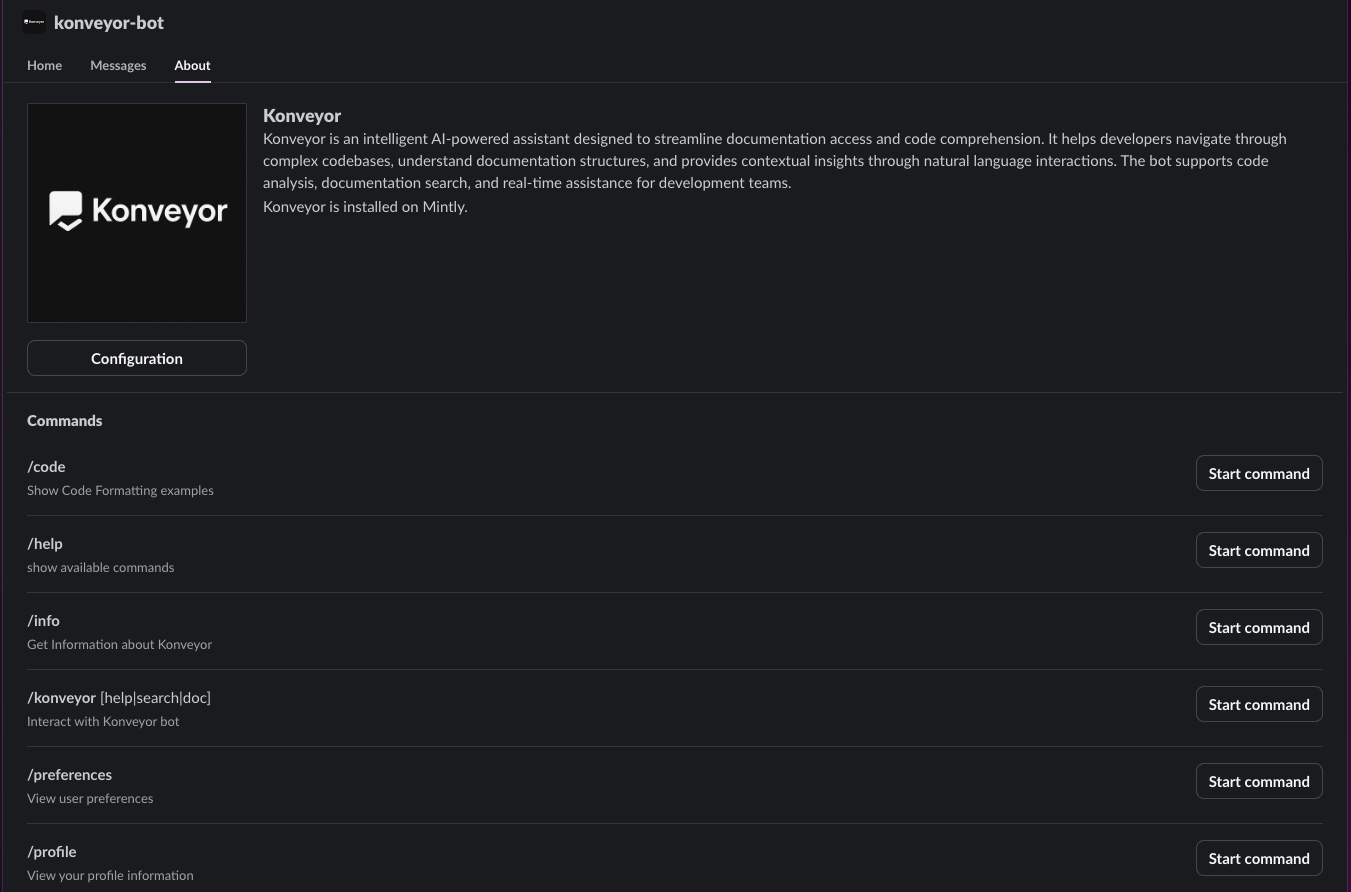 konveyor-bot
Home Messages About
Konveyor
Konveyor
Konveyor is an intelligent AI-powered assistant designed to streamline documentation access and code comprehension. It helps developers navigate through
complex codebases, understand documentation structures, and provides contextual insights through natural language interactions. The bot supports code
analysis, documentation search, and real-time assistance for development teams.
Konveyor is installed on Mintly.
Configuration
Commands
/code
Show Code Formatting examples
Start command
/help
show available commands
Start command
/info
Get Information about Konveyor
Start command
/konveyor [help|search|doc]
Interact with Konveyor bot
Start command
/preferences
View user preferences
Start command
/profile
View your profile information
Start command